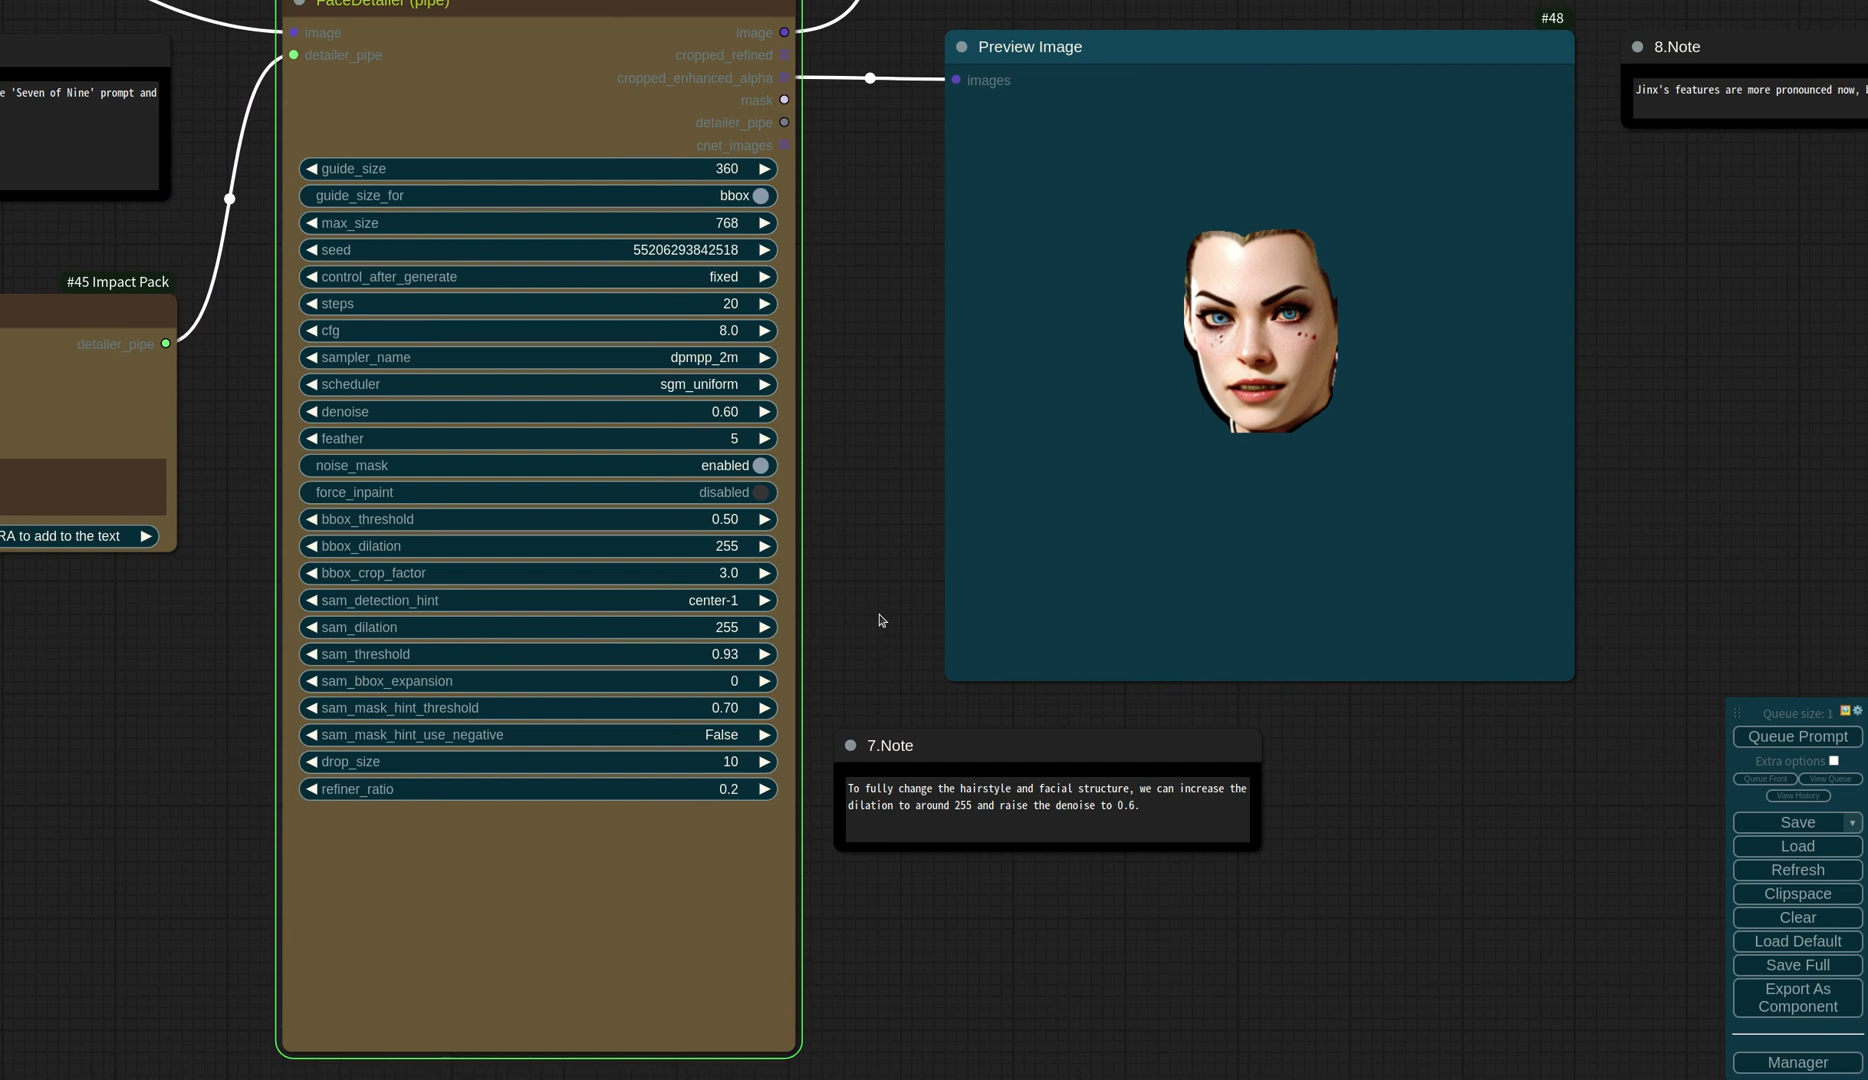 FaceDetailer (pipe)
image
detailer_pipe
image
cropped_refined
cropped_enhanced_alpha
mask
detailer_pipe
cnet_images
guide_size 360
guide_size_for bbox
max_size 768
seed 55206293842518
control_after_generate fixed
steps 20
cfg 8.0
sampler_name dpmpp_2m
scheduler sgm_uniform
denoise 0.60
feather 5
noise_mask enabled
force_inpaint disabled
bbox_threshold 0.50
bbox_dilation 255
bbox_crop_factor 3.0
sam_detection_hint center-1
sam_dilation 255
sam_threshold 0.93
sam_bbox_expansion 0
sam_mask_hint_threshold 0.70
sam_mask_hint_use_negative False
drop_size 10
refiner_ratio 0.2
e 'Seven of Nine' prompt and
#45 Impact Pack
detailer_pipe
RA to add to the text
#48
Preview Image
images
8.Note
Jinx's features are more pronounced now,
7.Note
To fully change the hairstyle and facial structure, we can increase the
dilation to around 255 and raise the denoise to 0.6.
Queue size: 1
Queue Prompt
Extra options
Queue Front View Queue
View History
Save
Load
Refresh
Clipspace
Clear
Load Default
Save Full
Export As
Component
Manager